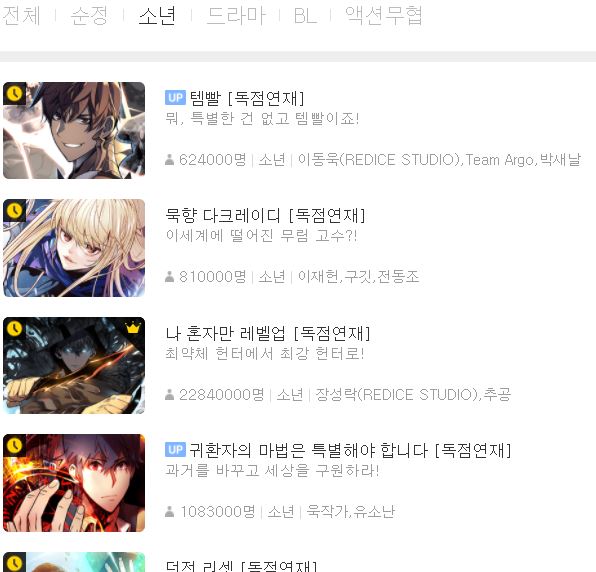 전체 순정 소년 드라마 BL 액션무협
UP 템빨 [독점연재]
뭐, 특별한 건 없고 템빨이죠!
624000명 | 소년 | 이동욱(REDICE STUDIO),Team Argo,박새날
묵향 다크레이디 [독점연재]
이세계에 떨어진 무림 고수?!
810000명 | 소년 | 이재헌,구깃,전동조
나 혼자만 레벨업 [독점연재]
최약체 헌터에서 최강 헌터로!
22840000명 | 소년 | 장성락(REDICE STUDIO),추공
UP 귀환자의 마법은 특별해야 합니다 [독점연재]
과거를 바꾸고 세상을 구원하라!
1083000명 | 소년 | 욱작가,유소난
던전 리셋 [독점연재]